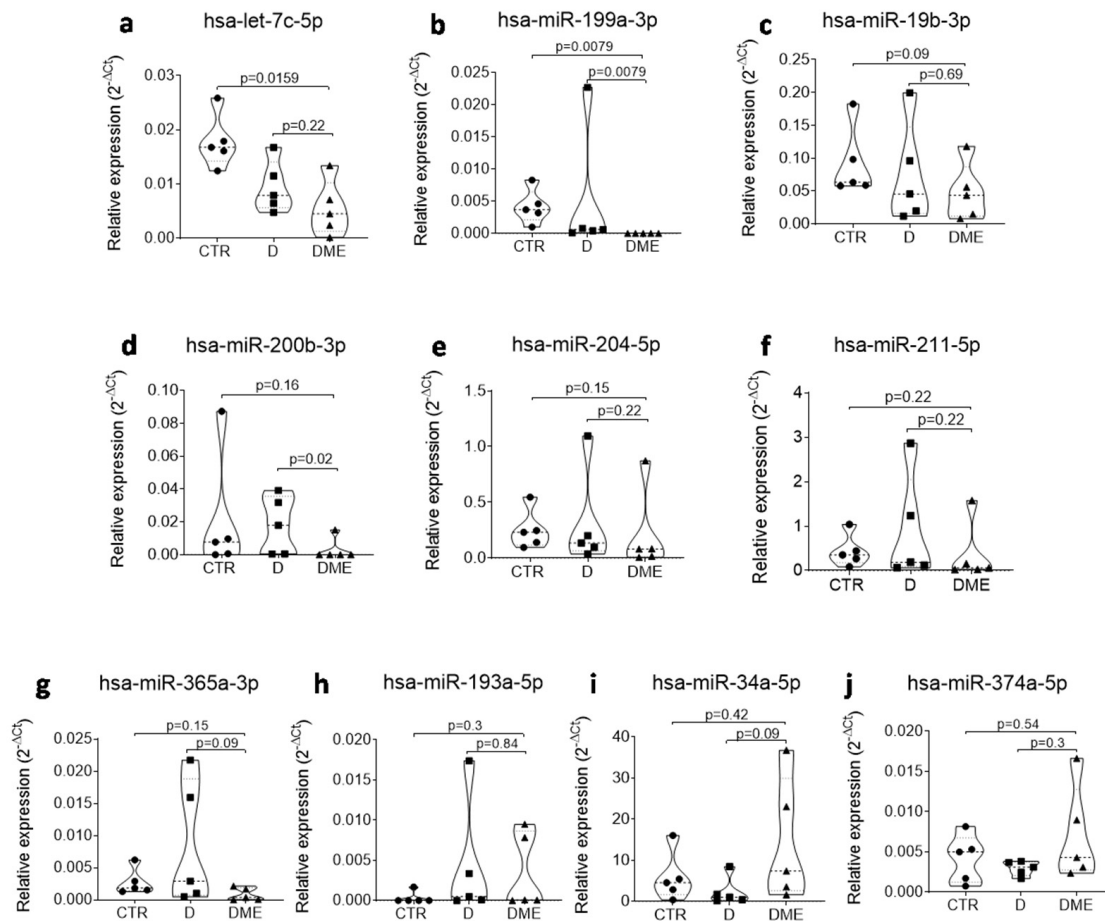 a hsa-let-7c-5p
Relative expression (2-ΔCt)
p=0.0159
p=0.22
0.03
0.02
0.01
0.00
CTR D DME
b hsa-miR-199a-3p
Relative expression (2-ΔCt)
p=0.0079
p=0.0079
0.025
0.020
0.015
0.010
0.005
0.000
CTR D DME
c hsa-miR-19b-3p
Relative expression (2-ΔCt)
p=0.09
p=0.69
0.25
0.20
0.15
0.10
0.05
0.00
CTR D DME
d hsa-miR-200b-3p
Relative expression (2-ΔCt)
p=0.16
p=0.02
0.10
0.08
0.06
0.04
0.02
0.00
CTR D DME
e hsa-miR-204-5p
Relative expression (2-ΔCt)
p=0.15
p=0.22
1.5
1.0
0.5
0.0
CTR D DME
f hsa-miR-211-5p
Relative expression (2-ΔCt)
p=0.22
p=0.22
4
3
2
1
0
CTR D DME
g hsa-miR-365a-3p
Relative expression (2-ΔCt)
p=0.15
p=0.09
0.025
0.020
0.015
0.010
0.005
0.000
CTR D DME
h hsa-miR-193a-5p
Relative expression (2-ΔCt)
p=0.3
p=0.84
0.020
0.015
0.010
0.005
0.000
CTR D DME
i hsa-miR-34a-5p
Relative expression (2-ΔCt)
p=0.42
p=0.09
40
30
20
10
0
CTR D DME
j hsa-miR-374a-5p
Relative expression (2-ΔCt)
p=0.54
p=0.3
0.020
0.015
0.010
0.005
0.000
CTR D DME